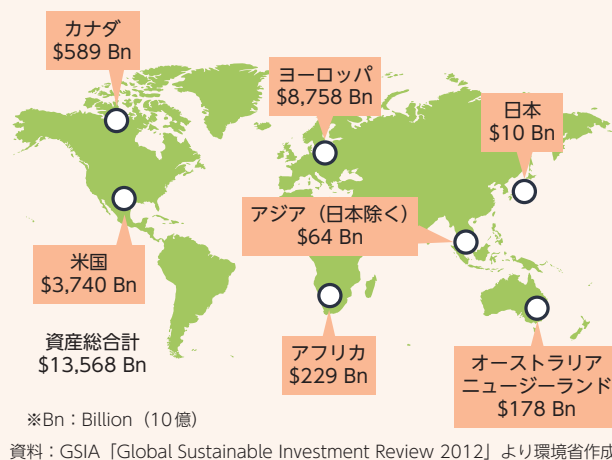 カナダ
$589 Bn
ヨーロッパ
$8,758 Bn
日本
$10 Bn
アジア（日本除く）
$64 Bn
米国
$3,740 Bn
資産総合計
$13,568 Bn
アフリカ
$229 Bn
オーストラリア
ニュージーランド
$178 Bn
※Bn：Billion（10億）
資料：GSIA「Global Sustainable Investment Review 2012」より環境省作成